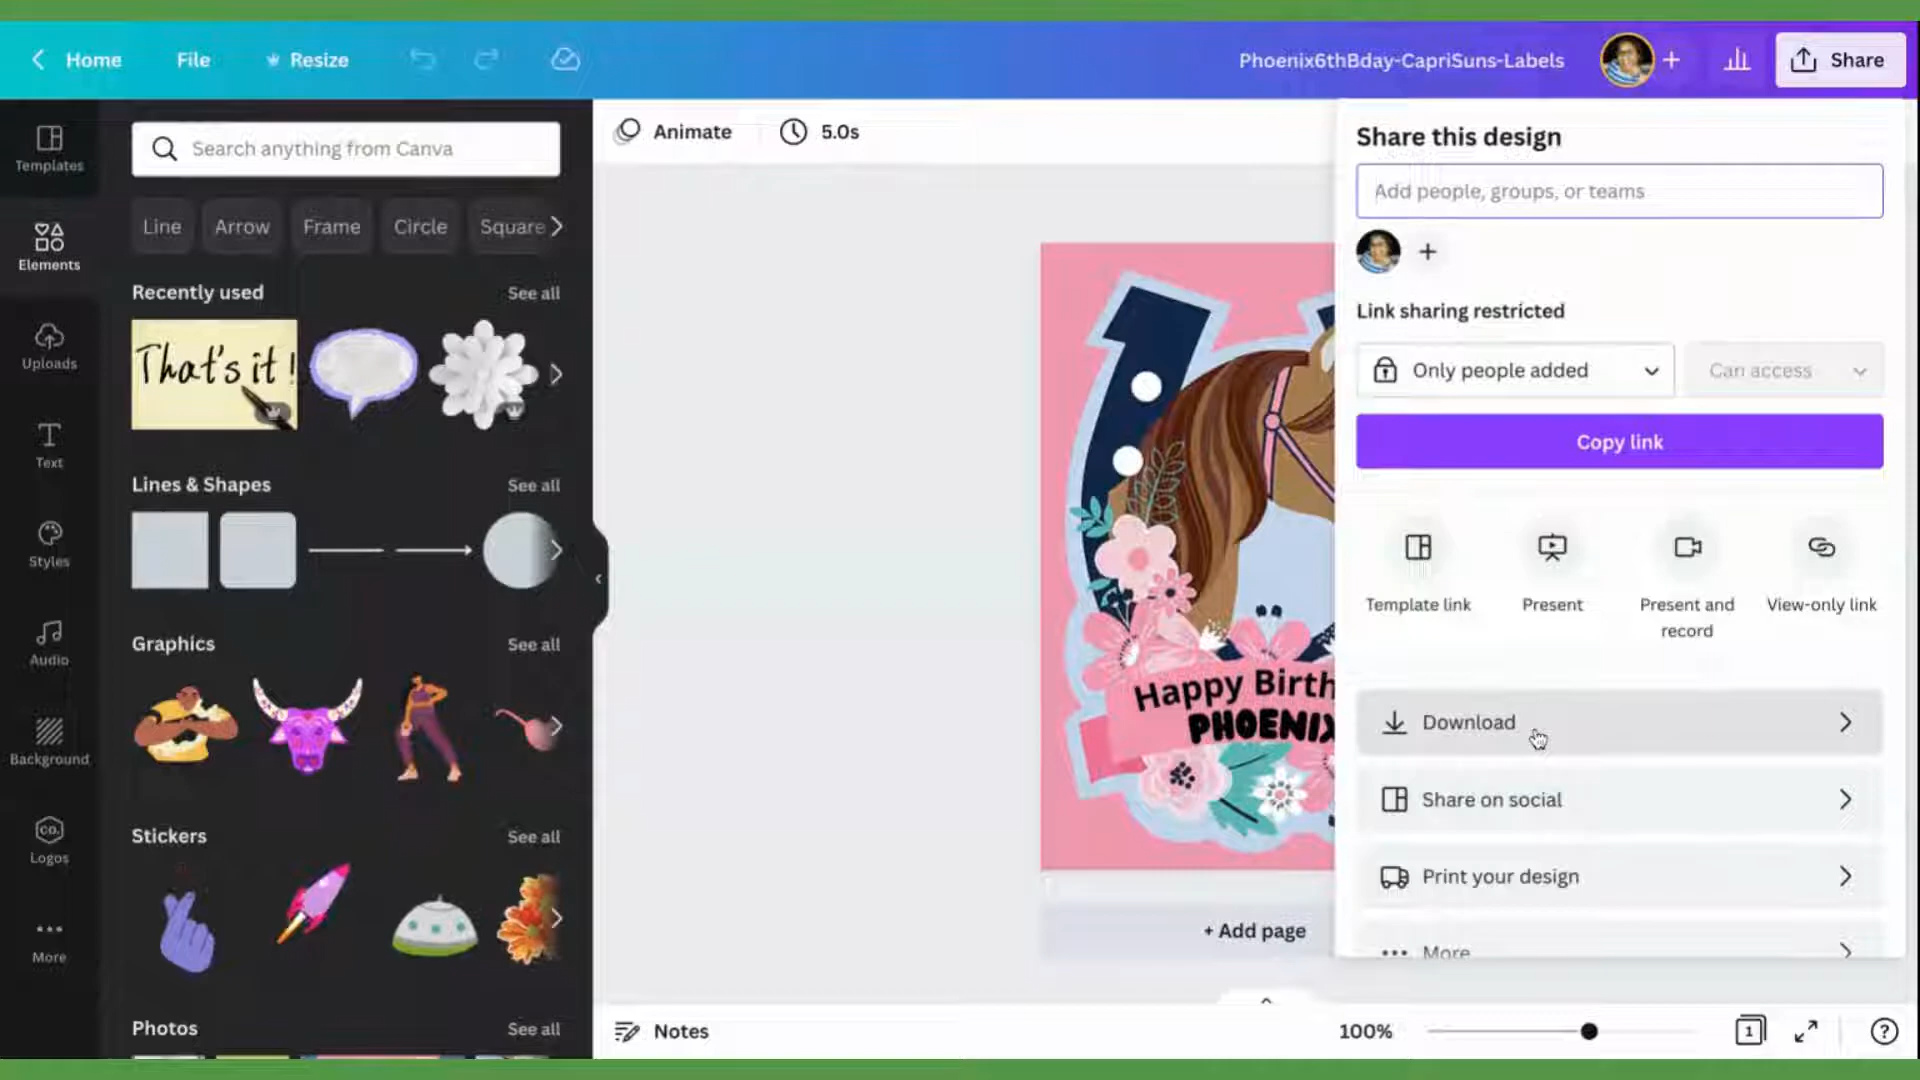 Home
File
Resize
Phoenix6thBday-CapriSuns-Labels
Share
Templates
Elements
Uploads
Text
Styles
Audio
Background
CO.
Logos
More
Search anything from Canva
Line
Arrow
Frame
Circle
Square
Recently used
See all
That's it!
Lines & Shapes
See all
Graphics
See all
Stickers
See all
Photos
See all
Animate
5.0s
Happy Birth
PHOENIX
+ Add page
Notes
100%
1
Share this design
Add people, groups, or teams
Link sharing restricted
Only people added
Can access
Copy link
Template link
Present
Present and
record
View-only link
Download
Share on social
Print your design
More